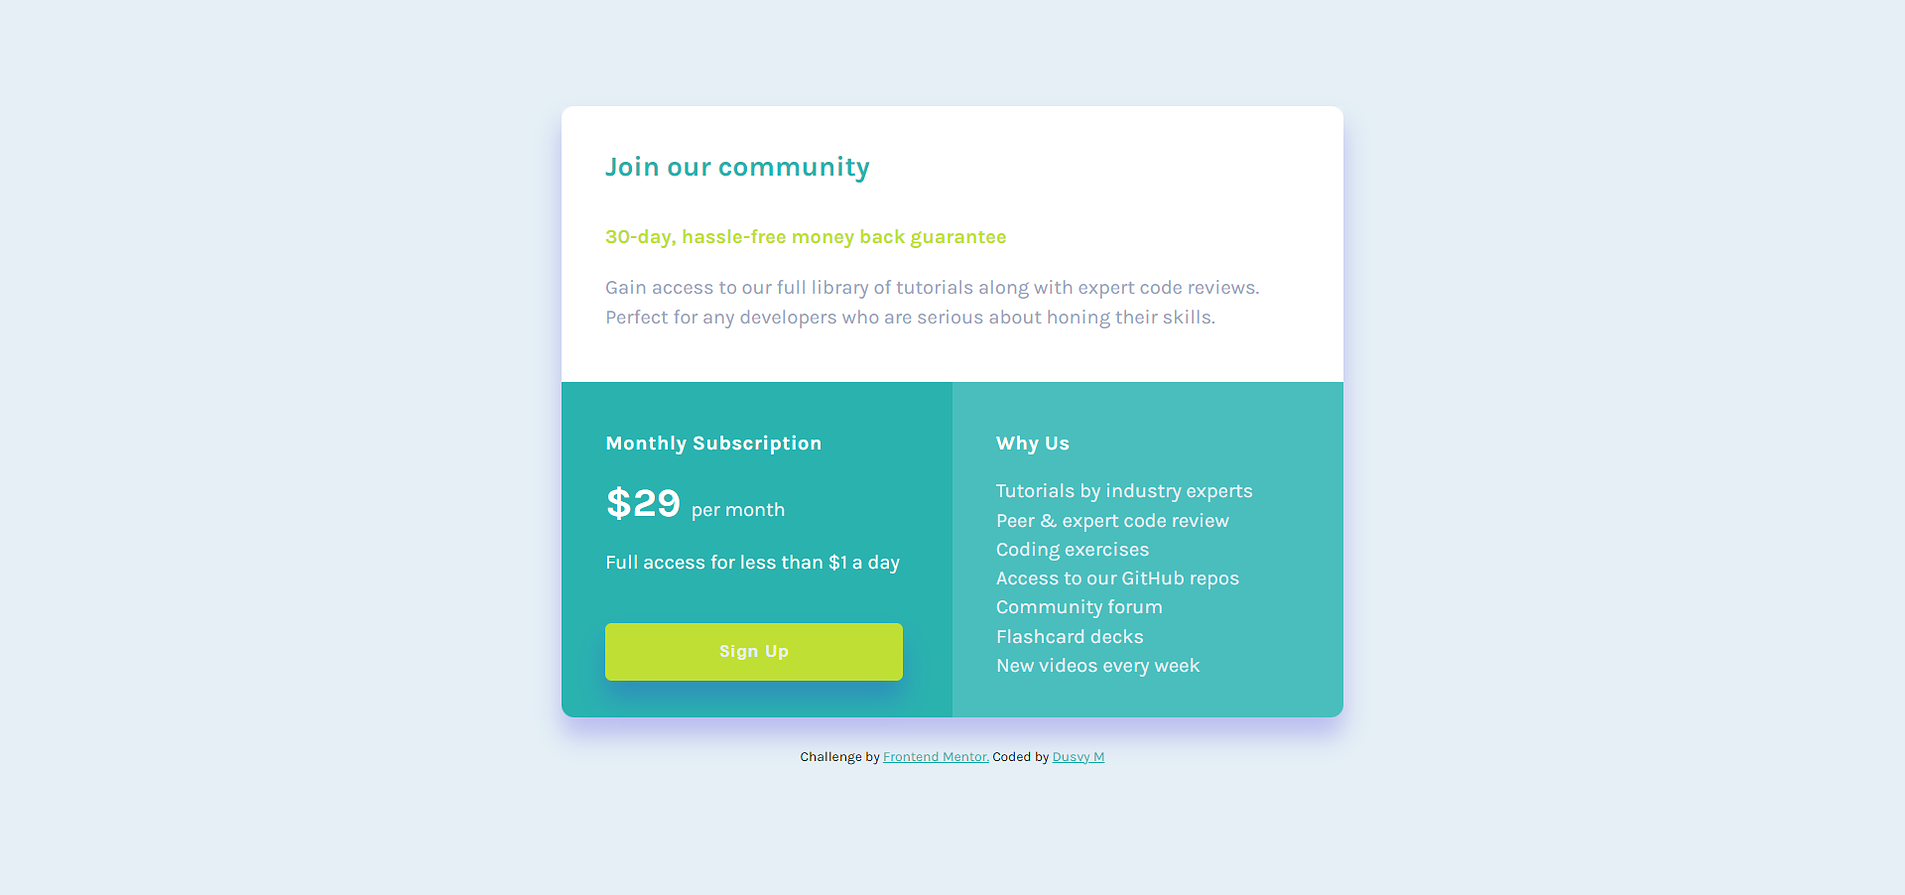 Join our community
30-day, hassle-free money back guarantee
Gain access to our full library of tutorials along with expert code reviews.
Perfect for any developers who are serious about honing their skills.
Monthly Subscription
$29 per month
Full access for less than $1 a day
Sign Up
Why Us
Tutorials by industry experts
Peer & expert code review
Coding exercises
Access to our GitHub repos
Community forum
Flashcard decks
New videos every week
Challenge by Frontend Mentor. Coded by Dusvy M